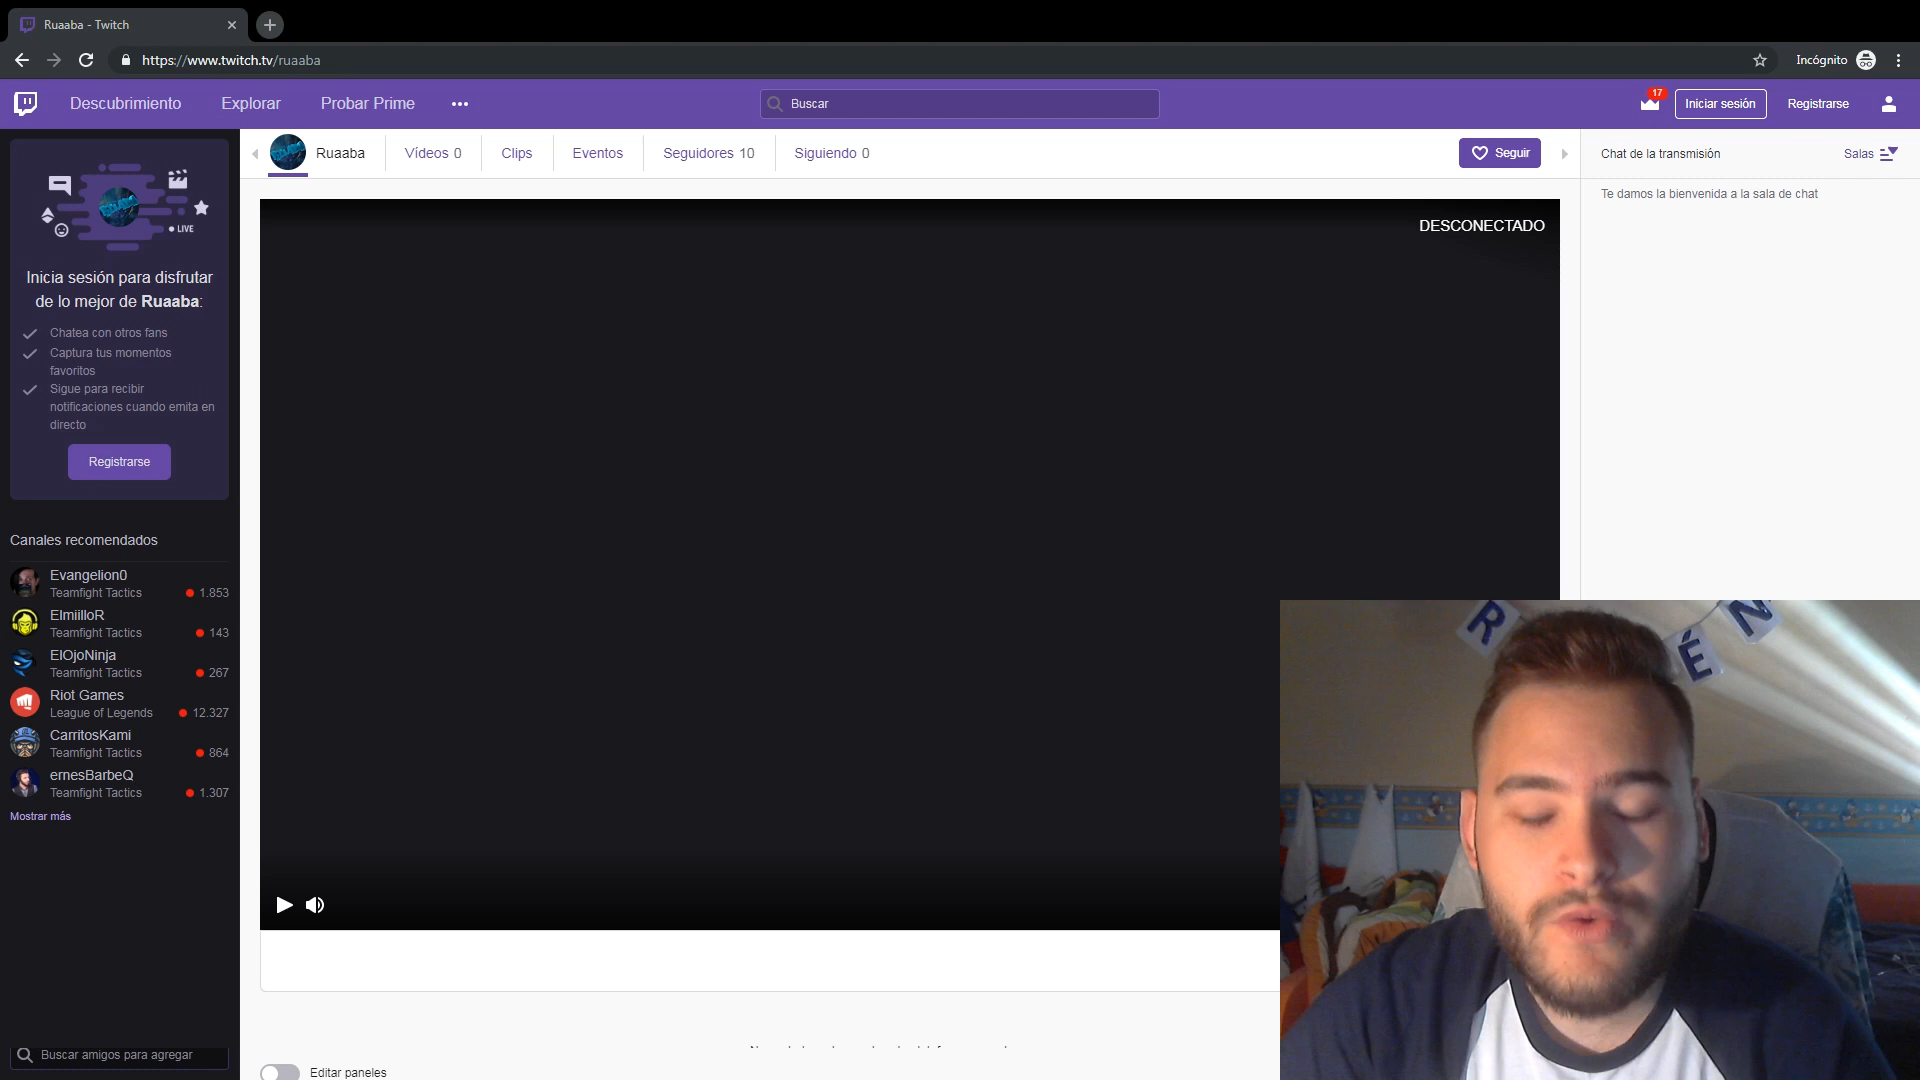 Ruaaba - Twitch
https://www.twitch.tv/ruaaba
Incógnito
Descubrimiento
Explorar
Probar Prime
Buscar
17
Iniciar sesión
Registrarse
Ruaaba
Vídeos 0
Clips
Eventos
Seguidores 10
Siguiendo 0
Seguir
Chat de la transmisión
Salas
Te damos la bienvenida a la sala de chat
DESCONECTADO
LIVE
Inicia sesión para disfrutar
de lo mejor de Ruaaba:
Chatea con otros fans
Captura tus momentos
favoritos
Sigue para recibir
notificaciones cuando emita en
directo
Registrarse
Canales recomendados
Evangelion0
Teamfight Tactics 1.853
ElmiilloR
Teamfight Tactics 143
ElOjoNinja
Teamfight Tactics 267
Riot Games
League of Legends 12.327
CarritosKami
Teamfight Tactics 864
ernesBarbeQ
Teamfight Tactics 1.307
Mostrar más
Buscar amigos para agregar
Editar paneles
R
É
N